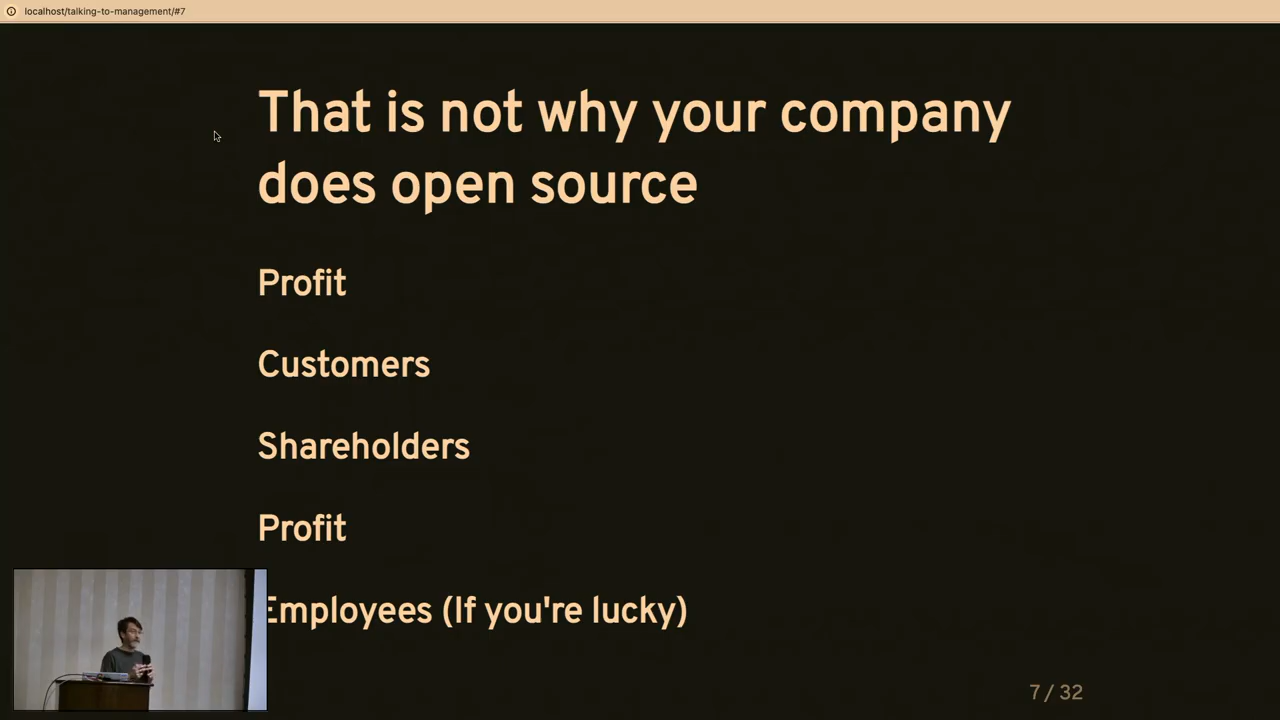 localhost/talking-to-management/#7
That is not why your company
does open source
Profit
Customers
Shareholders
Profit
Employees (If you're lucky)
7 / 32